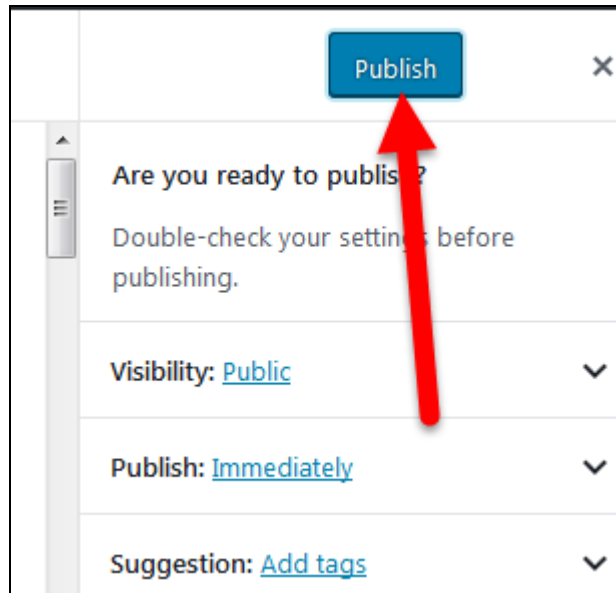 Publish
Are you ready to publish?
Double-check your settings before
publishing.
Visibility: Public
Publish: Immediately
Suggestion: Add tags